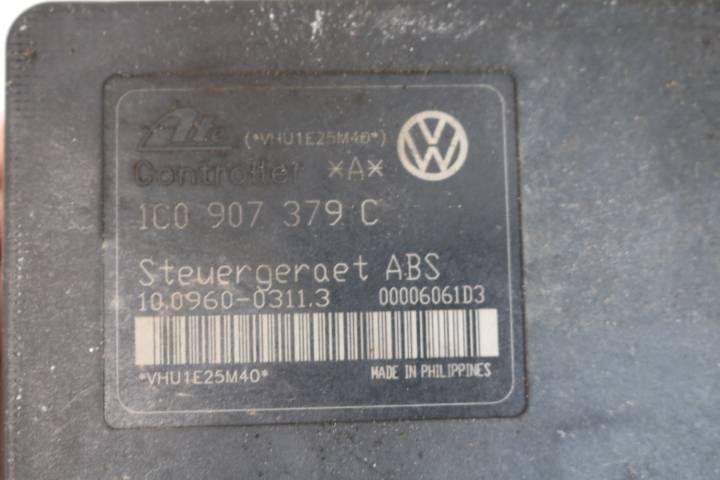 Ate (*VHU1E25M40*)
Controller *A*
1C0 907 379 C
Steuergeraet ABS
10.0960-0311.3 00006061D3
*VHU1E25M40*
MADE IN PHILIPPINES